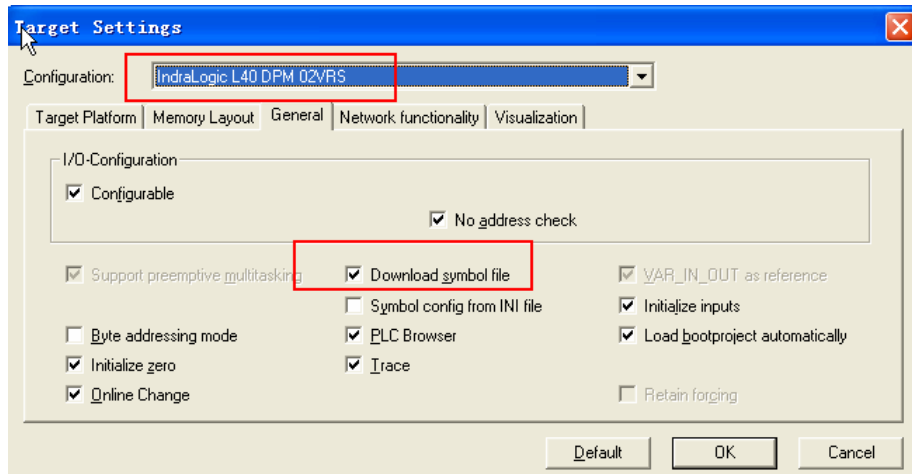 Target Settings
Configuration: IndraLogic L40 DPM 02VRS
Target Platform Memory Layout General Network functionality Visualization
I/O-Configuration
Configurable
No address check
Support preemptive multitasking Download symbol file VAR_IN_OUT as reference
Symbol config from INI file Initialize inputs
Byte addressing mode PLC Browser Load bootproject automatically
Initialize zero Trace
Online Change Retain forcing
Default OK Cancel